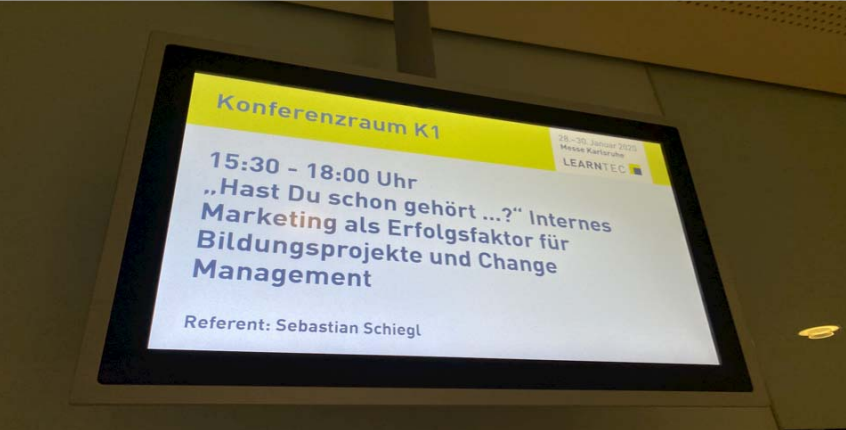 Konferenzraum K1
28.-30. Januar 2020
Messe Karlsruhe
LEARNTEC
15:30 - 18:00 Uhr
„Hast Du schon gehört ...?“ Internes
Marketing als Erfolgsfaktor für
Bildungsprojekte und Change
Management
Referent: Sebastian Schiegl